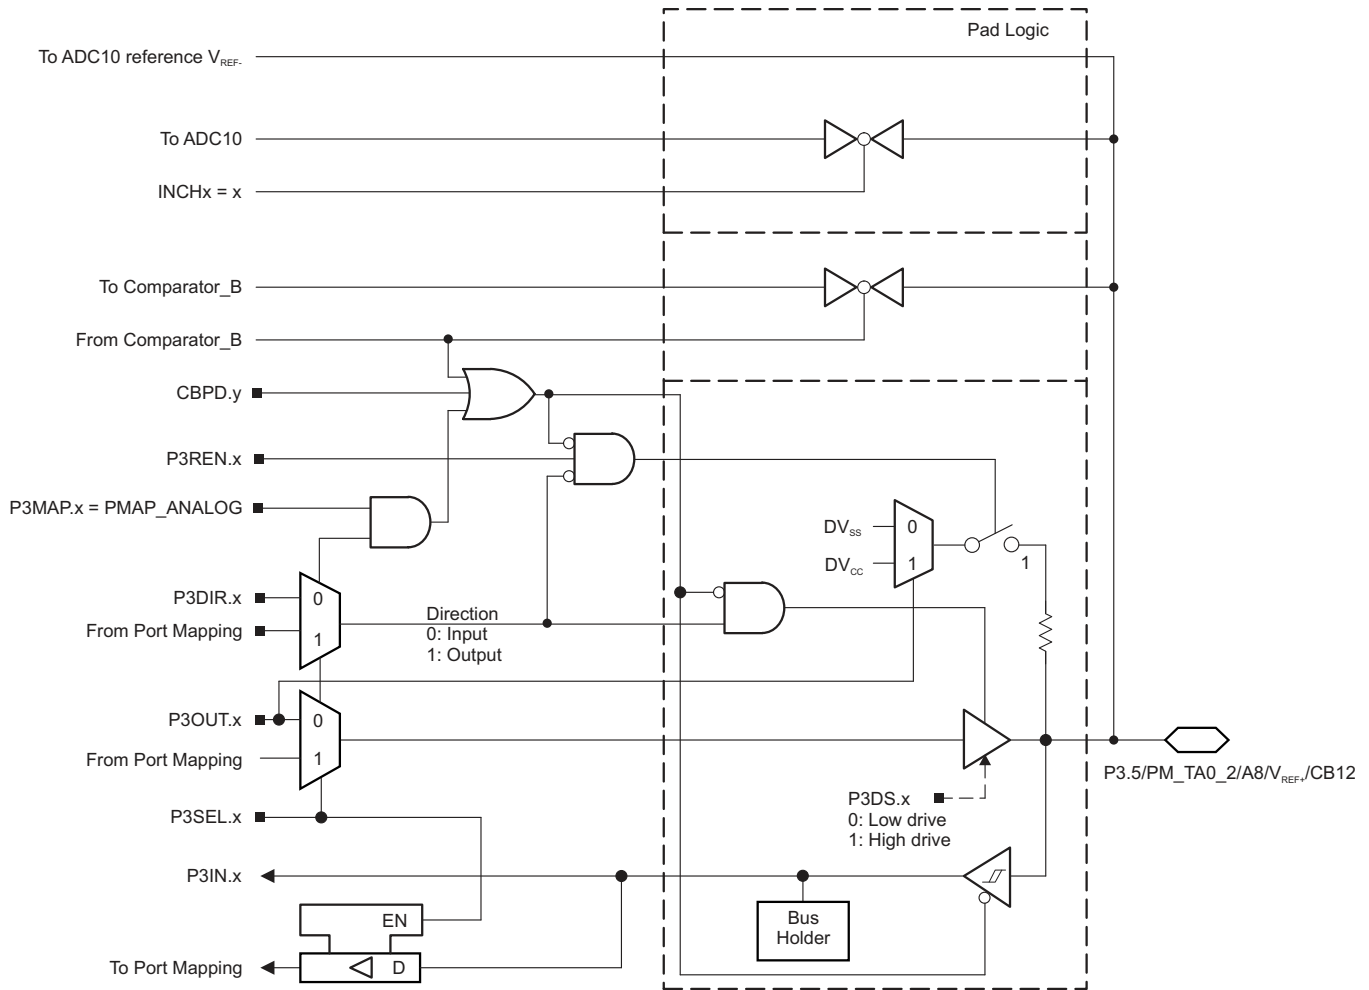 Pad Logic
To ADC10 reference VREF-
To ADC10
INCHx = x
To Comparator_B
From Comparator_B
CBPD.y
P3REN.x
P3MAP.x = PMAP_ANALOG
DVSS
0
DVCC
1
1
P3DIR.x
0
From Port Mapping
1
Direction
0: Input
1: Output
P3OUT.x
0
From Port Mapping
1
P3.5/PM_TA0_2/A8/VREF+/CB12
P3DS.x
0: Low drive
1: High drive
P3SEL.x
P3IN.x
EN
Bus
Holder
To Port Mapping
D